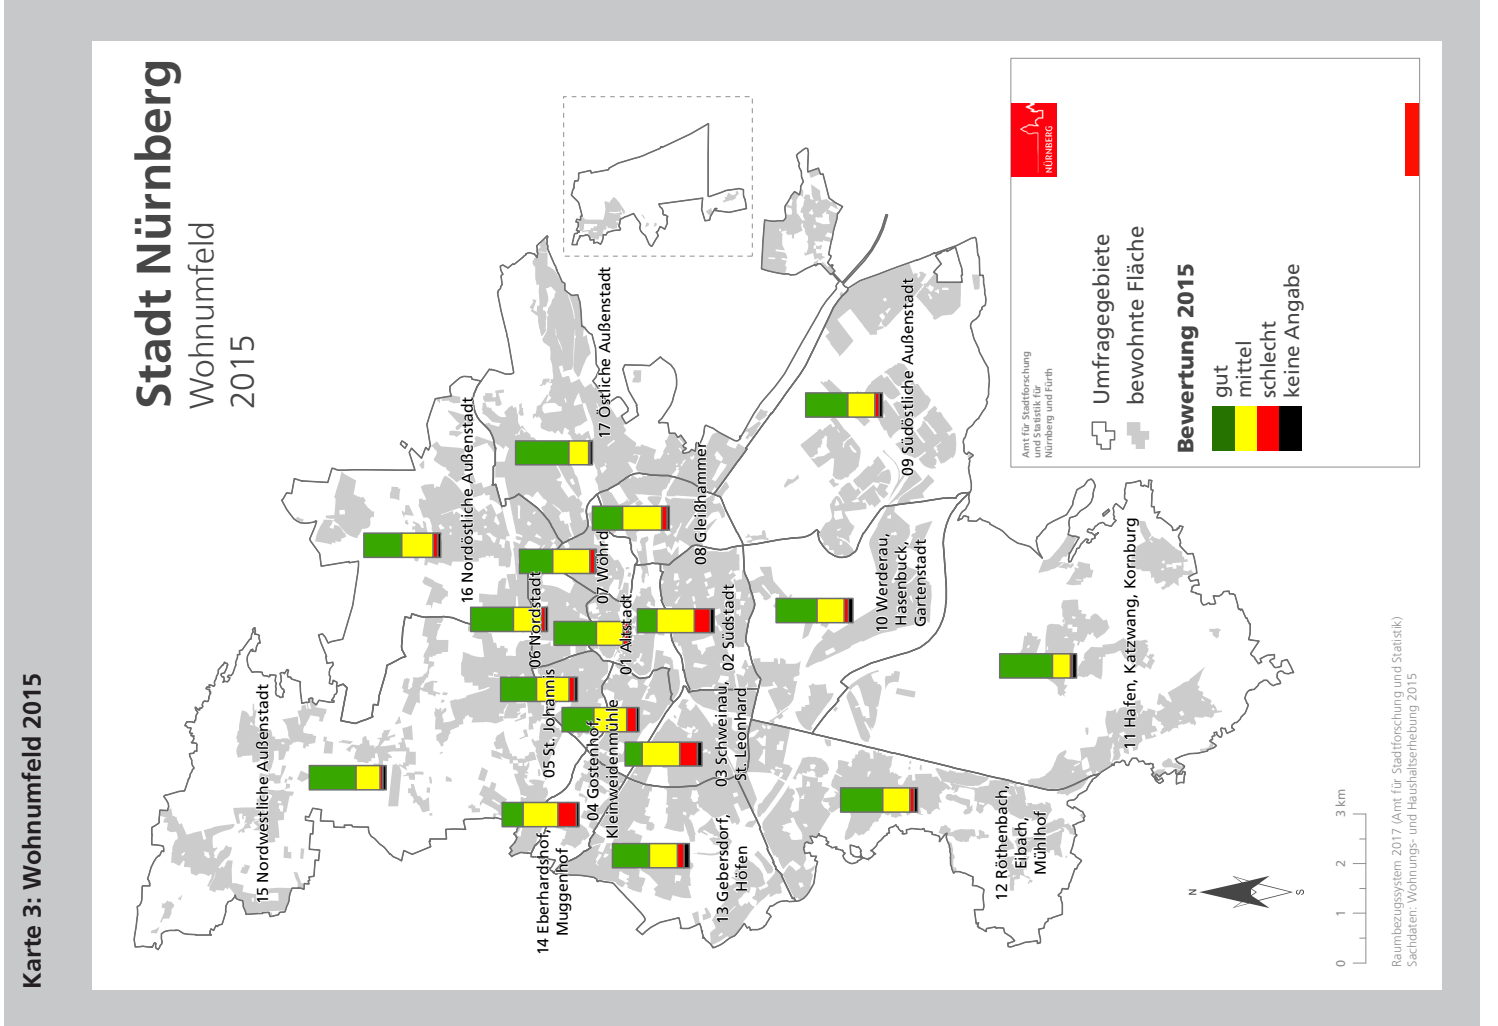 Karte 3: Wohnumfeld 2015
Stadt Nürnberg
Wohnumfeld
2015
15 Nordwestliche Außenstadt
16 Nordöstliche Außenstadt
17 Östliche Außenstadt
14 Eberhardshof,
Muggenhof
05 St. Johannis
06 Nordstadt
07 Wöhrd
04 Gostenhof,
Kleinweidenmühle
01 Altstadt
08 Gleißhammer
13 Gebersdorf,
Höfen
03 Schweinau,
St. Leonhard
02 Südstadt
10 Werderau,
Hasenbuck,
Gartenstadt
09 Südöstliche Außenstadt
12 Röthenbach,
Eibach,
Mühlhof
11 Hafen, Katzwang, Kornburg
NÜRNBERG
Amt für Stadtforschung
und Statistik für
Nürnberg und Fürth
Umfragegebiete
bewohnte Fläche
Bewertung 2015
gut
mittel
schlecht
keine Angabe
N
S
0 1 2 3 km
Raumbezugssystem 2017 (Amt für Stadtforschung und Statistik)
Sachdaten: Wohnungs- und Haushaltserhebung 2015